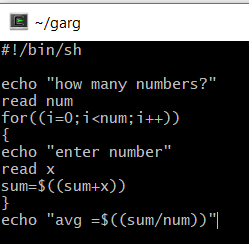 ~/garg
#!/bin/sh
echo "how many numbers?"
read num
for((i=0;i<num;i++))
{
echo "enter number"
read x
sum=$((sum+x))
}
echo "avg =$((sum/num))"